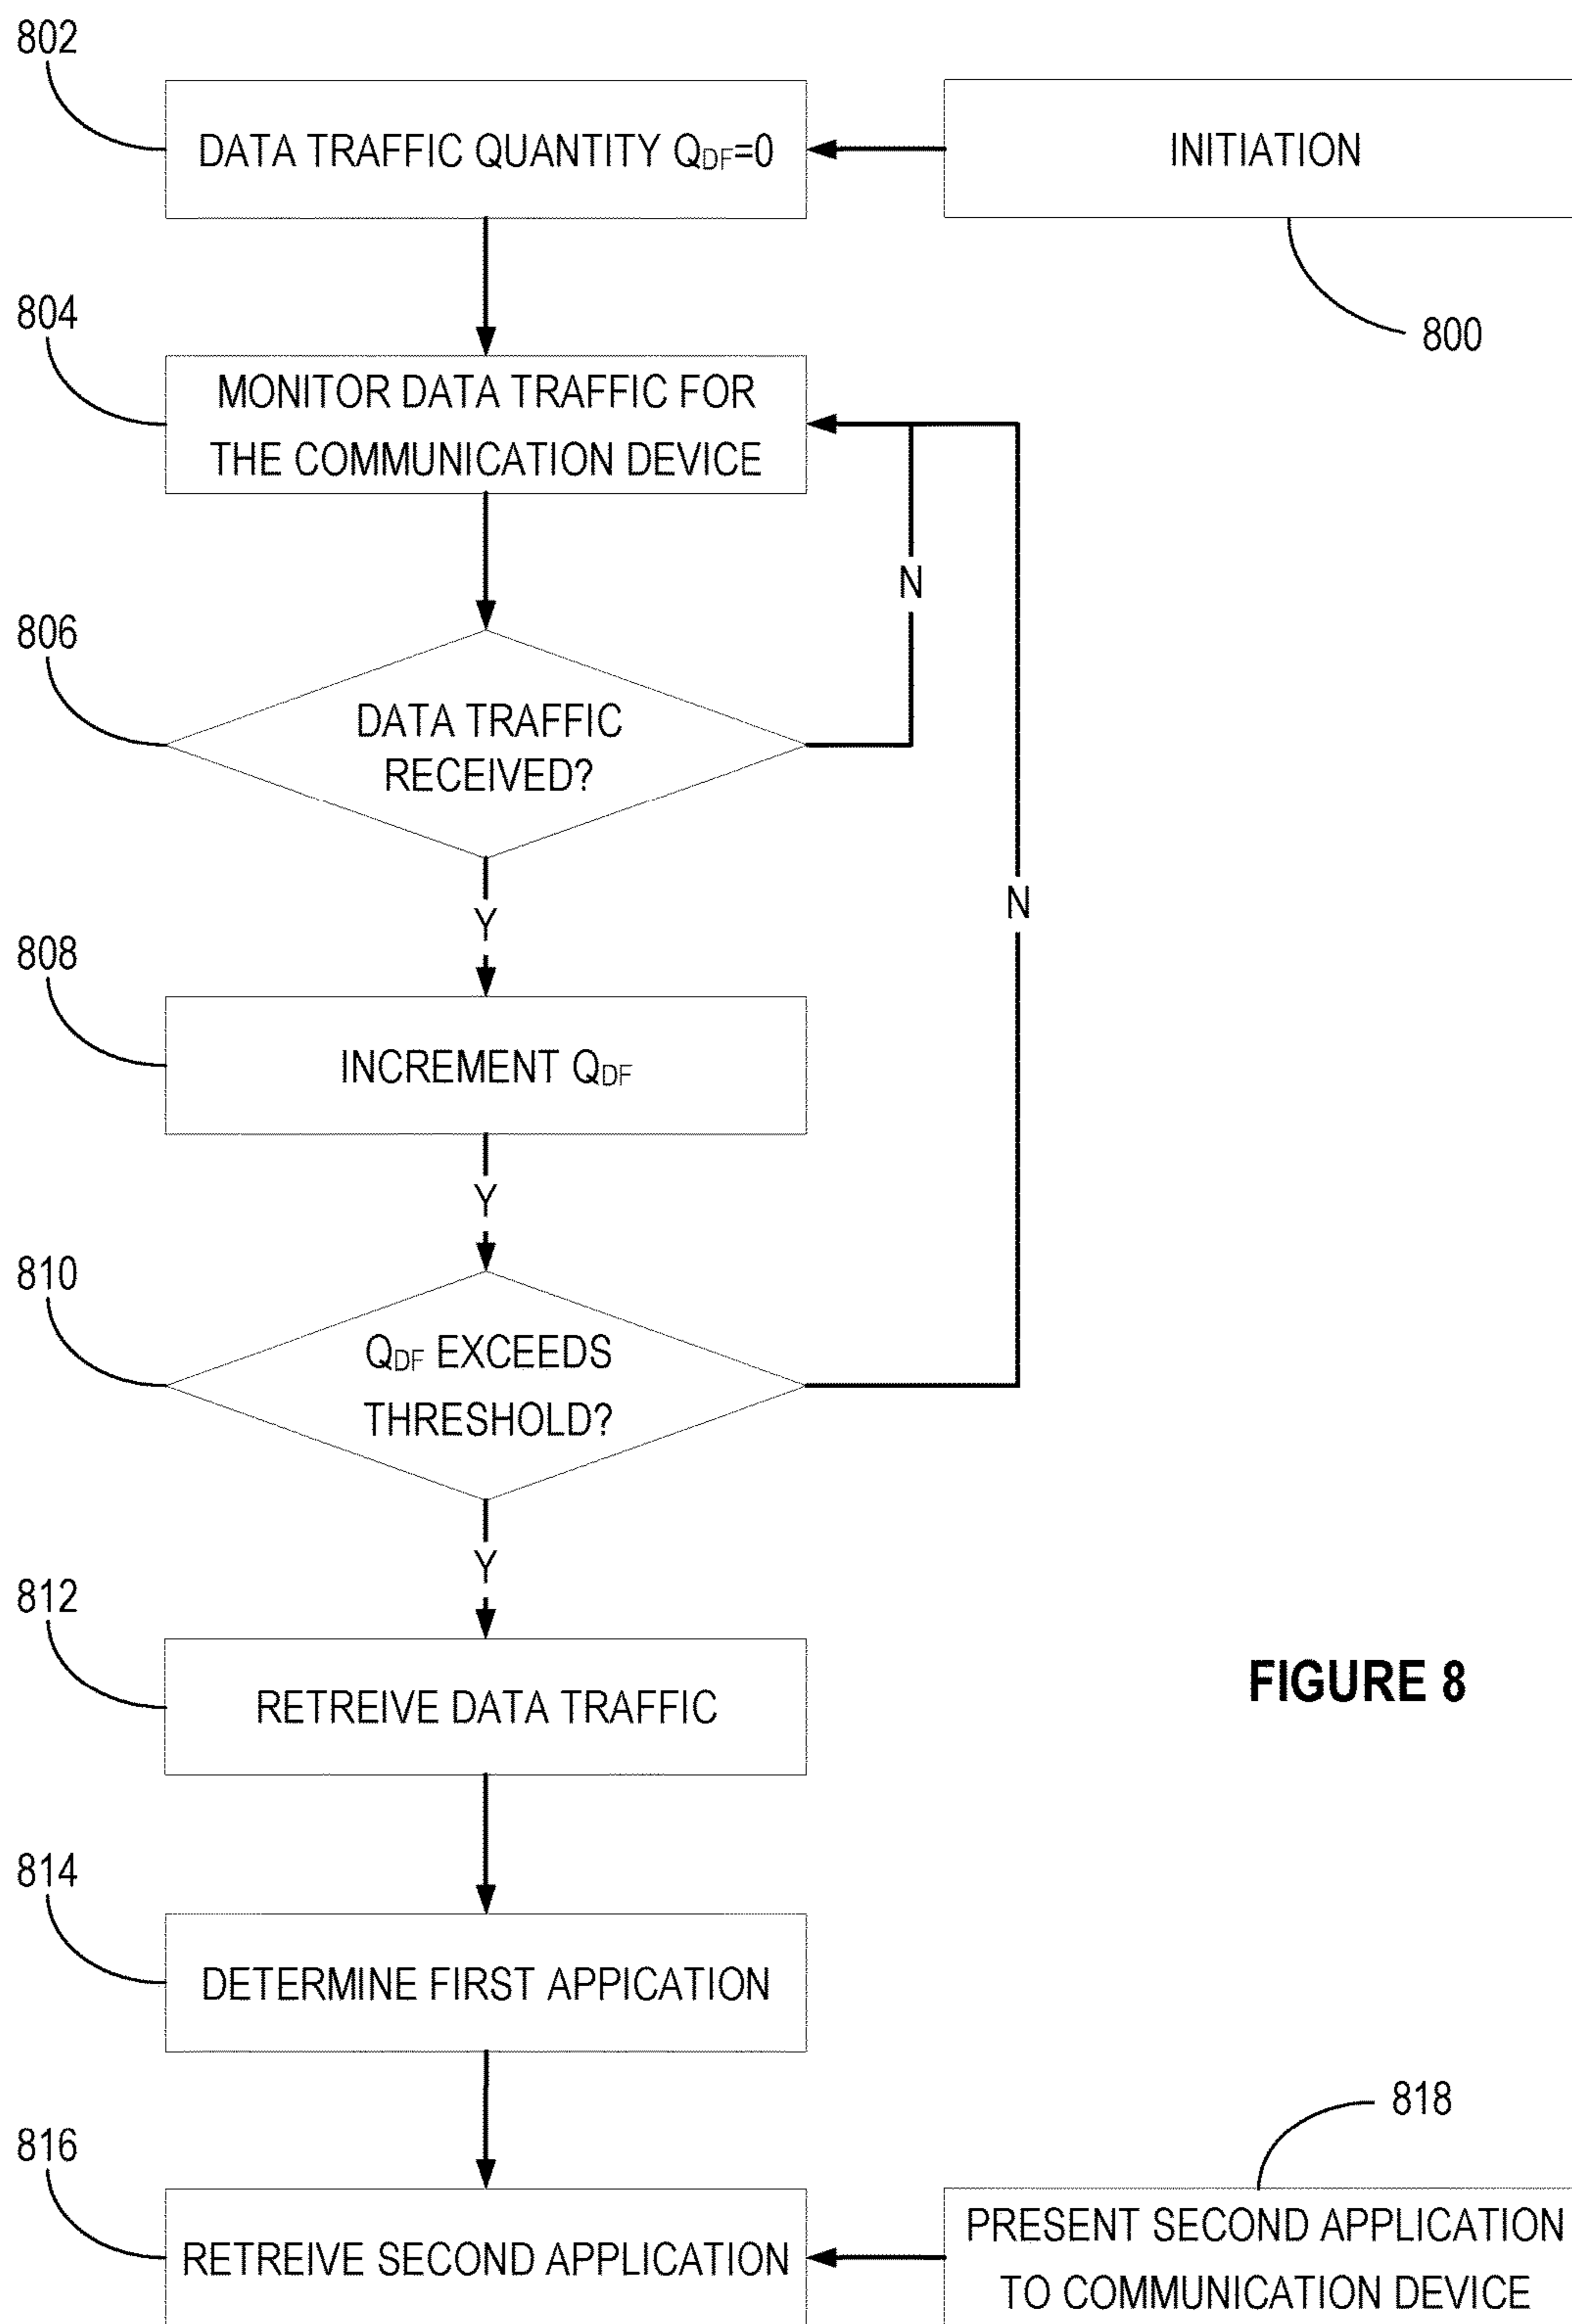 802
DATA TRAFFIC QUANTITY QDF=0
INITIATION
800
804
MONITOR DATA TRAFFIC FOR
THE COMMUNICATION DEVICE
N
806
DATA TRAFFIC
RECEIVED?
Y
N
808
INCREMENT QDF
Y
810
QDF EXCEEDS
THRESHOLD?
Y
812
RETREIVE DATA TRAFFIC
FIGURE 8
814
DETERMINE FIRST APPICATION
816
RETREIVE SECOND APPLICATION
818
PRESENT SECOND APPLICATION
TO COMMUNICATION DEVICE